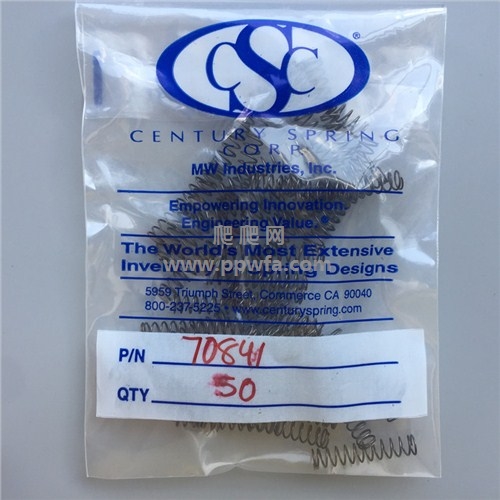 CSC
®
CENTURY SPRING
CORP.
MW Industries, Inc.
Empowering Innovation.
Engineering Value.®
爬爬网
The World's Most Extensive
www.ppwfa.com
Designs
5959 Triumph Street, Commerce CA 90040
800-237-5225 • www.centuryspring.com
P/N 70841
QTY 50